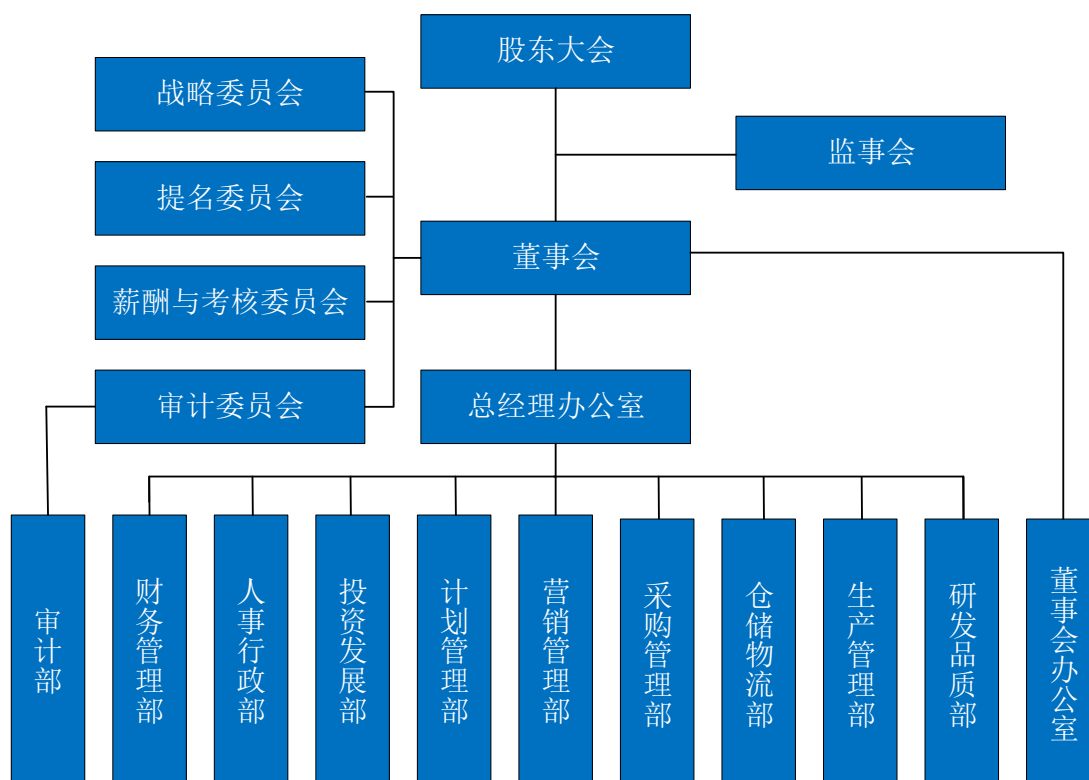 股东大会
战略委员会
监事会
提名委员会
董事会
薪酬与考核委员会
审计委员会
总经理办公室
审计部
财务管理部
人事行政部
投资发展部
计划管理部
营销管理部
采购管理部
仓储物流部
生产管理部
研发品质部
董事会办公室